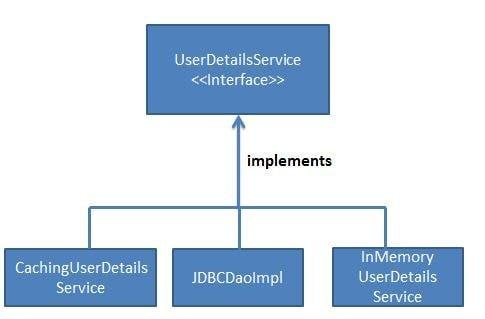 UserDetailsService
<<Interface>>
implements
CachingUserDetails
Service
JDBCDaoImpl
InMemory
UserDetails
Service